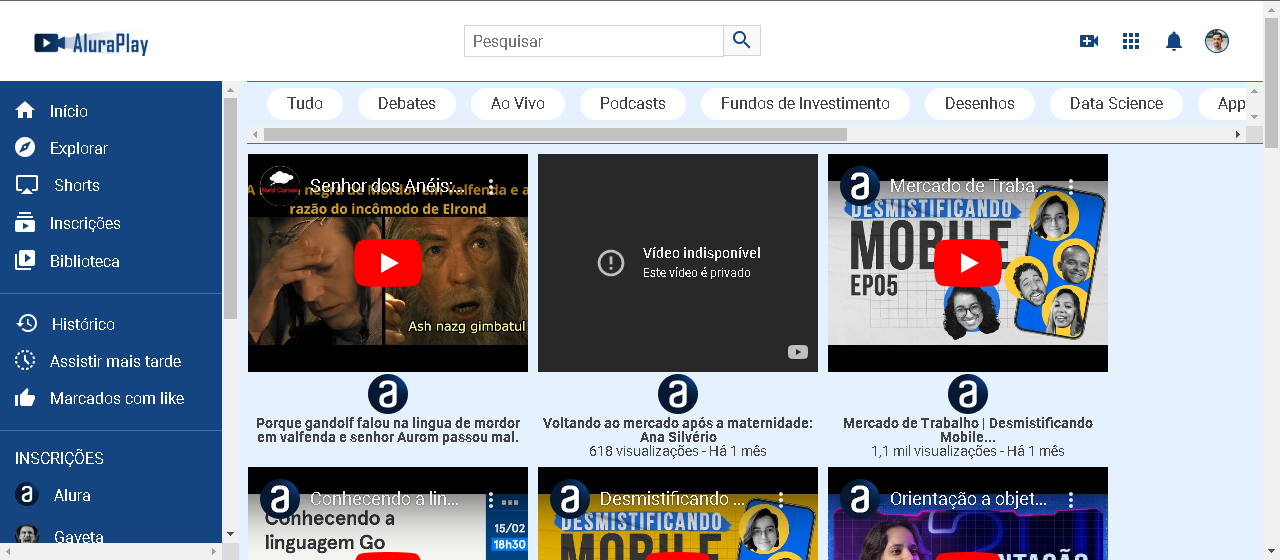 AluraPlay
Pesquisar
Início
Explorar
Shorts
Inscrições
Biblioteca
Histórico
Assistir mais tarde
Marcados com like
INSCRIÇÕES
Alura
Gaveta
Tudo
Debates
Ao Vivo
Podcasts
Fundos de Investimento
Desenhos
Data Science
App
Senhor dos Anéis:...
negra de Mordor em Valfenda e a
razão do incômodo de Elrond
Ash nazg gimbatul
Porque gandolf falou na lingua de mordor
em valfenda e senhor Aurom passou mal.
Vídeo indisponível
Este vídeo é privado
Voltando ao mercado após a maternidade:
Ana Silvério
618 visualizações - Há 1 mês
Mercado de Traba...
DESMISTIFICANDO
MOBILE
EP05
Mercado de Trabalho | Desmistificando
Mobile...
1,1 mil visualizações - Há 1 mês
Conhecendo a lin...
Conhecendo a
linguagem Go
15/02
18h30
Desmistificando ...
DESMISTIFICANDO
Orientação a objet...